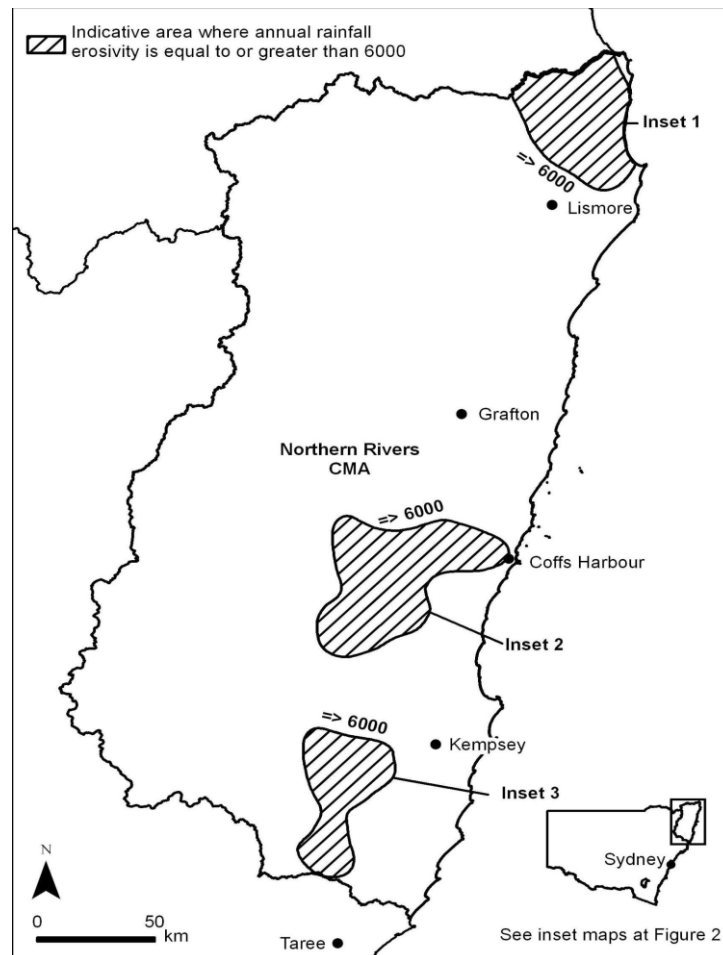 Indicative area where annual rainfall
erosivity is equal to or greater than 6000
Inset 1
=> 6000
Lismore
Grafton
Northern Rivers
CMA
=> 6000
Coffs Harbour
Inset 2
=> 6000
Kempsey
Inset 3
N
Sydney
0 50
km
Taree
See inset maps at Figure 2